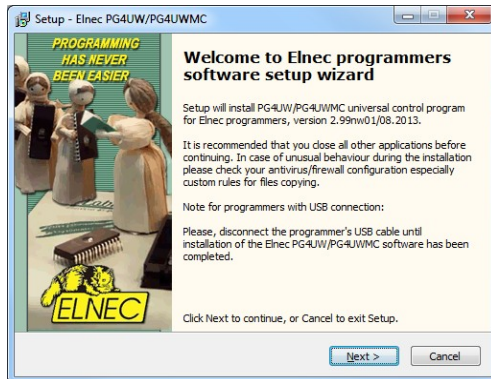 Setup - Elnec PG4UW/PG4UWMC
PROGRAMMING
HAS NEVER
BEEN EASIER
Welcome to Elnec programmers
software setup wizard
Setup will install PG4UW/PG4UWMC universal control program
for Elnec programmers, version 2.99nw01/08.2013.
It is recommended that you close all other applications before
continuing. In case of unusual behaviour during the installation
please check your antivirus/firewall configuration especially
custom rules for files copying.
Note for programmers with USB connection:
Please, disconnect the programmer's USB cable until
installation of the Elnec PG4UW/PG4UWMC software has been
completed.
ELNEC
Click Next to continue, or Cancel to exit Setup.
Next >
Cancel